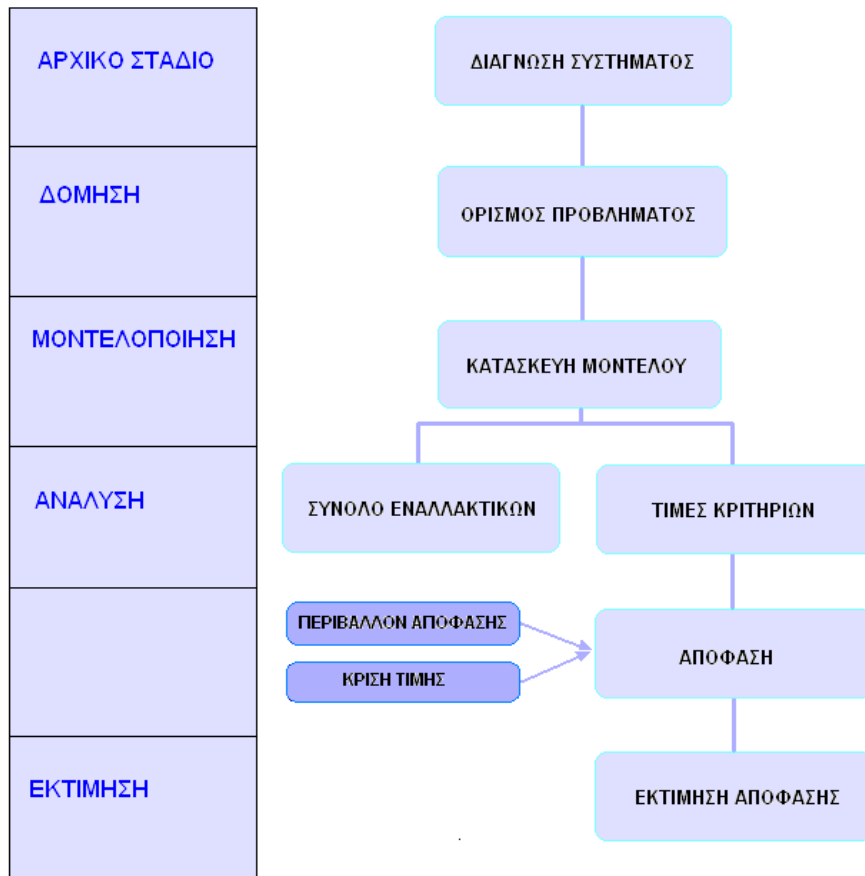 ΑΡΧΙΚΟ ΣΤΑΔΙΟ
ΔΙΑΓΝΩΣΗ ΣΥΣΤΗΜΑΤΟΣ
ΔΟΜΗΣΗ
ΟΡΙΣΜΟΣ ΠΡΟΒΛΗΜΑΤΟΣ
ΜΟΝΤΕΛΟΠΟΙΗΣΗ
ΚΑΤΑΣΚΕΥΗ ΜΟΝΤΕΛΟΥ
ΑΝΑΛΥΣΗ
ΣΥΝΟΛΟ ΕΝΑΛΛΑΚΤΙΚΩΝ
ΤΙΜΕΣ ΚΡΙΤΗΡΙΩΝ
ΠΕΡΙΒΑΛΛΟΝ ΑΠΟΦΑΣΗΣ
ΚΡΙΣΗ ΤΙΜΗΣ
ΑΠΟΦΑΣΗ
ΕΚΤΙΜΗΣΗ
ΕΚΤΙΜΗΣΗ ΑΠΟΦΑΣΗΣ